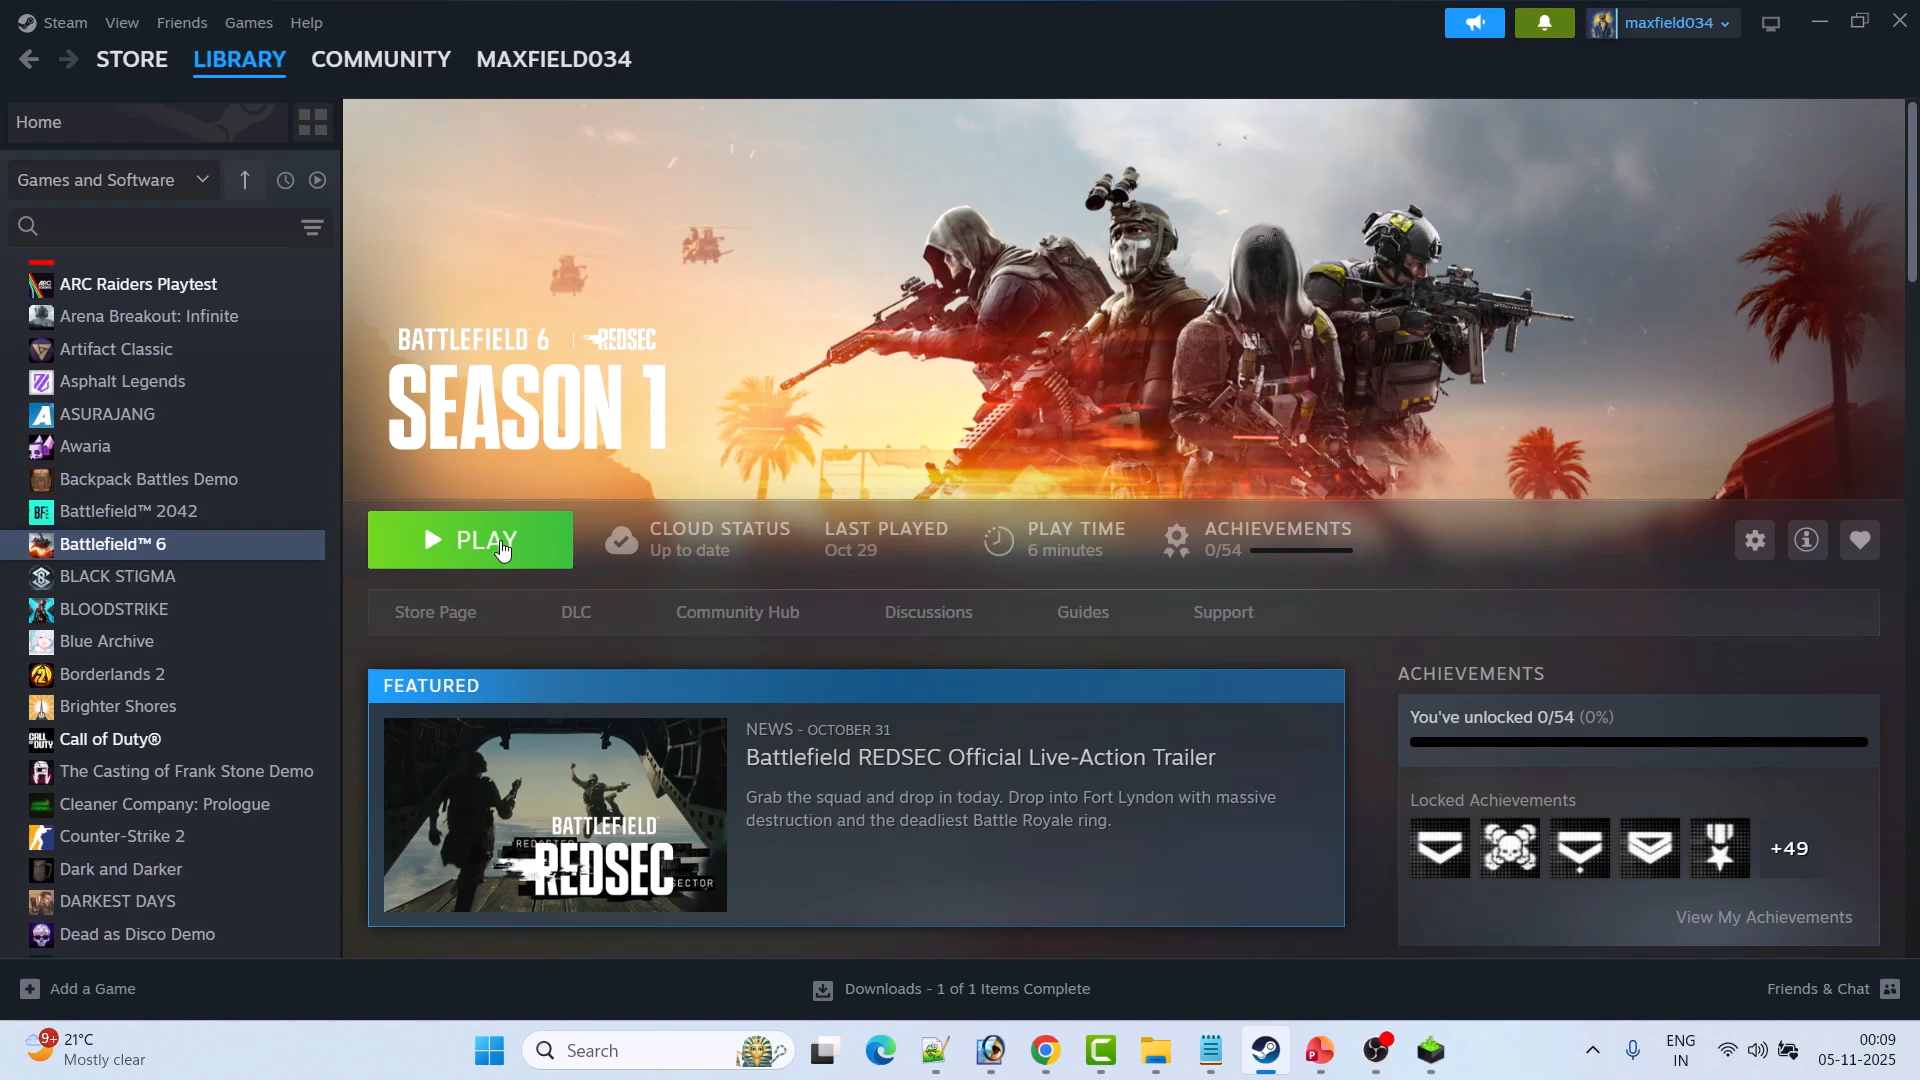 Steam View Friends Games Help
maxfield034
STORE LIBRARY COMMUNITY MAXFIELD034
Home
Games and Software
ARC Raiders Playtest
Arena Breakout: Infinite
Artifact Classic
Asphalt Legends
ASURAJANG
Awaria
Backpack Battles Demo
Battlefield™ 2042
Battlefield™ 6
BLACK STIGMA
BLOODSTRIKE
Blue Archive
Borderlands 2
Brighter Shores
Call of Duty®
The Casting of Frank Stone Demo
Cleaner Company: Prologue
Counter-Strike 2
Dark and Darker
DARKEST DAYS
Dead as Disco Demo
BATTLEFIELD 6 | REDSEC
SEASON 1
PLAY
CLOUD STATUS
Up to date
LAST PLAYED
Oct 29
PLAY TIME
6 minutes
ACHIEVEMENTS
0/54
Store Page DLC Community Hub Discussions Guides Support
FEATURED
BATTLEFIELD
REDSEC
SECTOR
NEWS - OCTOBER 31
Battlefield REDSEC Official Live-Action Trailer
Grab the squad and drop in today. Drop into Fort Lyndon with massive
destruction and the deadliest Battle Royale ring.
ACHIEVEMENTS
You've unlocked 0/54 (0%)
Locked Achievements
+49
View My Achievements
Add a Game
Downloads - 1 of 1 Items Complete
Friends & Chat
9+
21°C
Mostly clear
Search
ENG
IN
00:09
05-11-2025